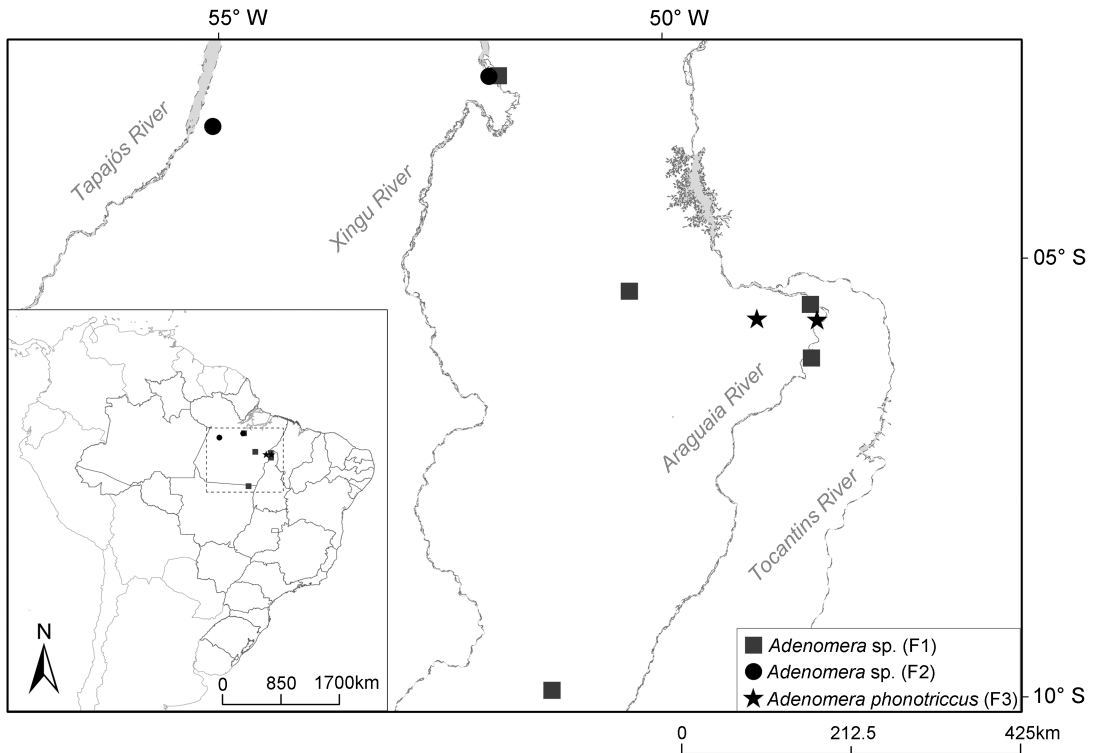 55° W 50° W
Tapajós River
Xingu River
05° S
Araguaia River
Tocantins River
N
0 850 1700km
Adenomera sp. (F1)
Adenomera sp. (F2)
Adenomera phonotriccus (F3)
10° S
0 212.5 425km